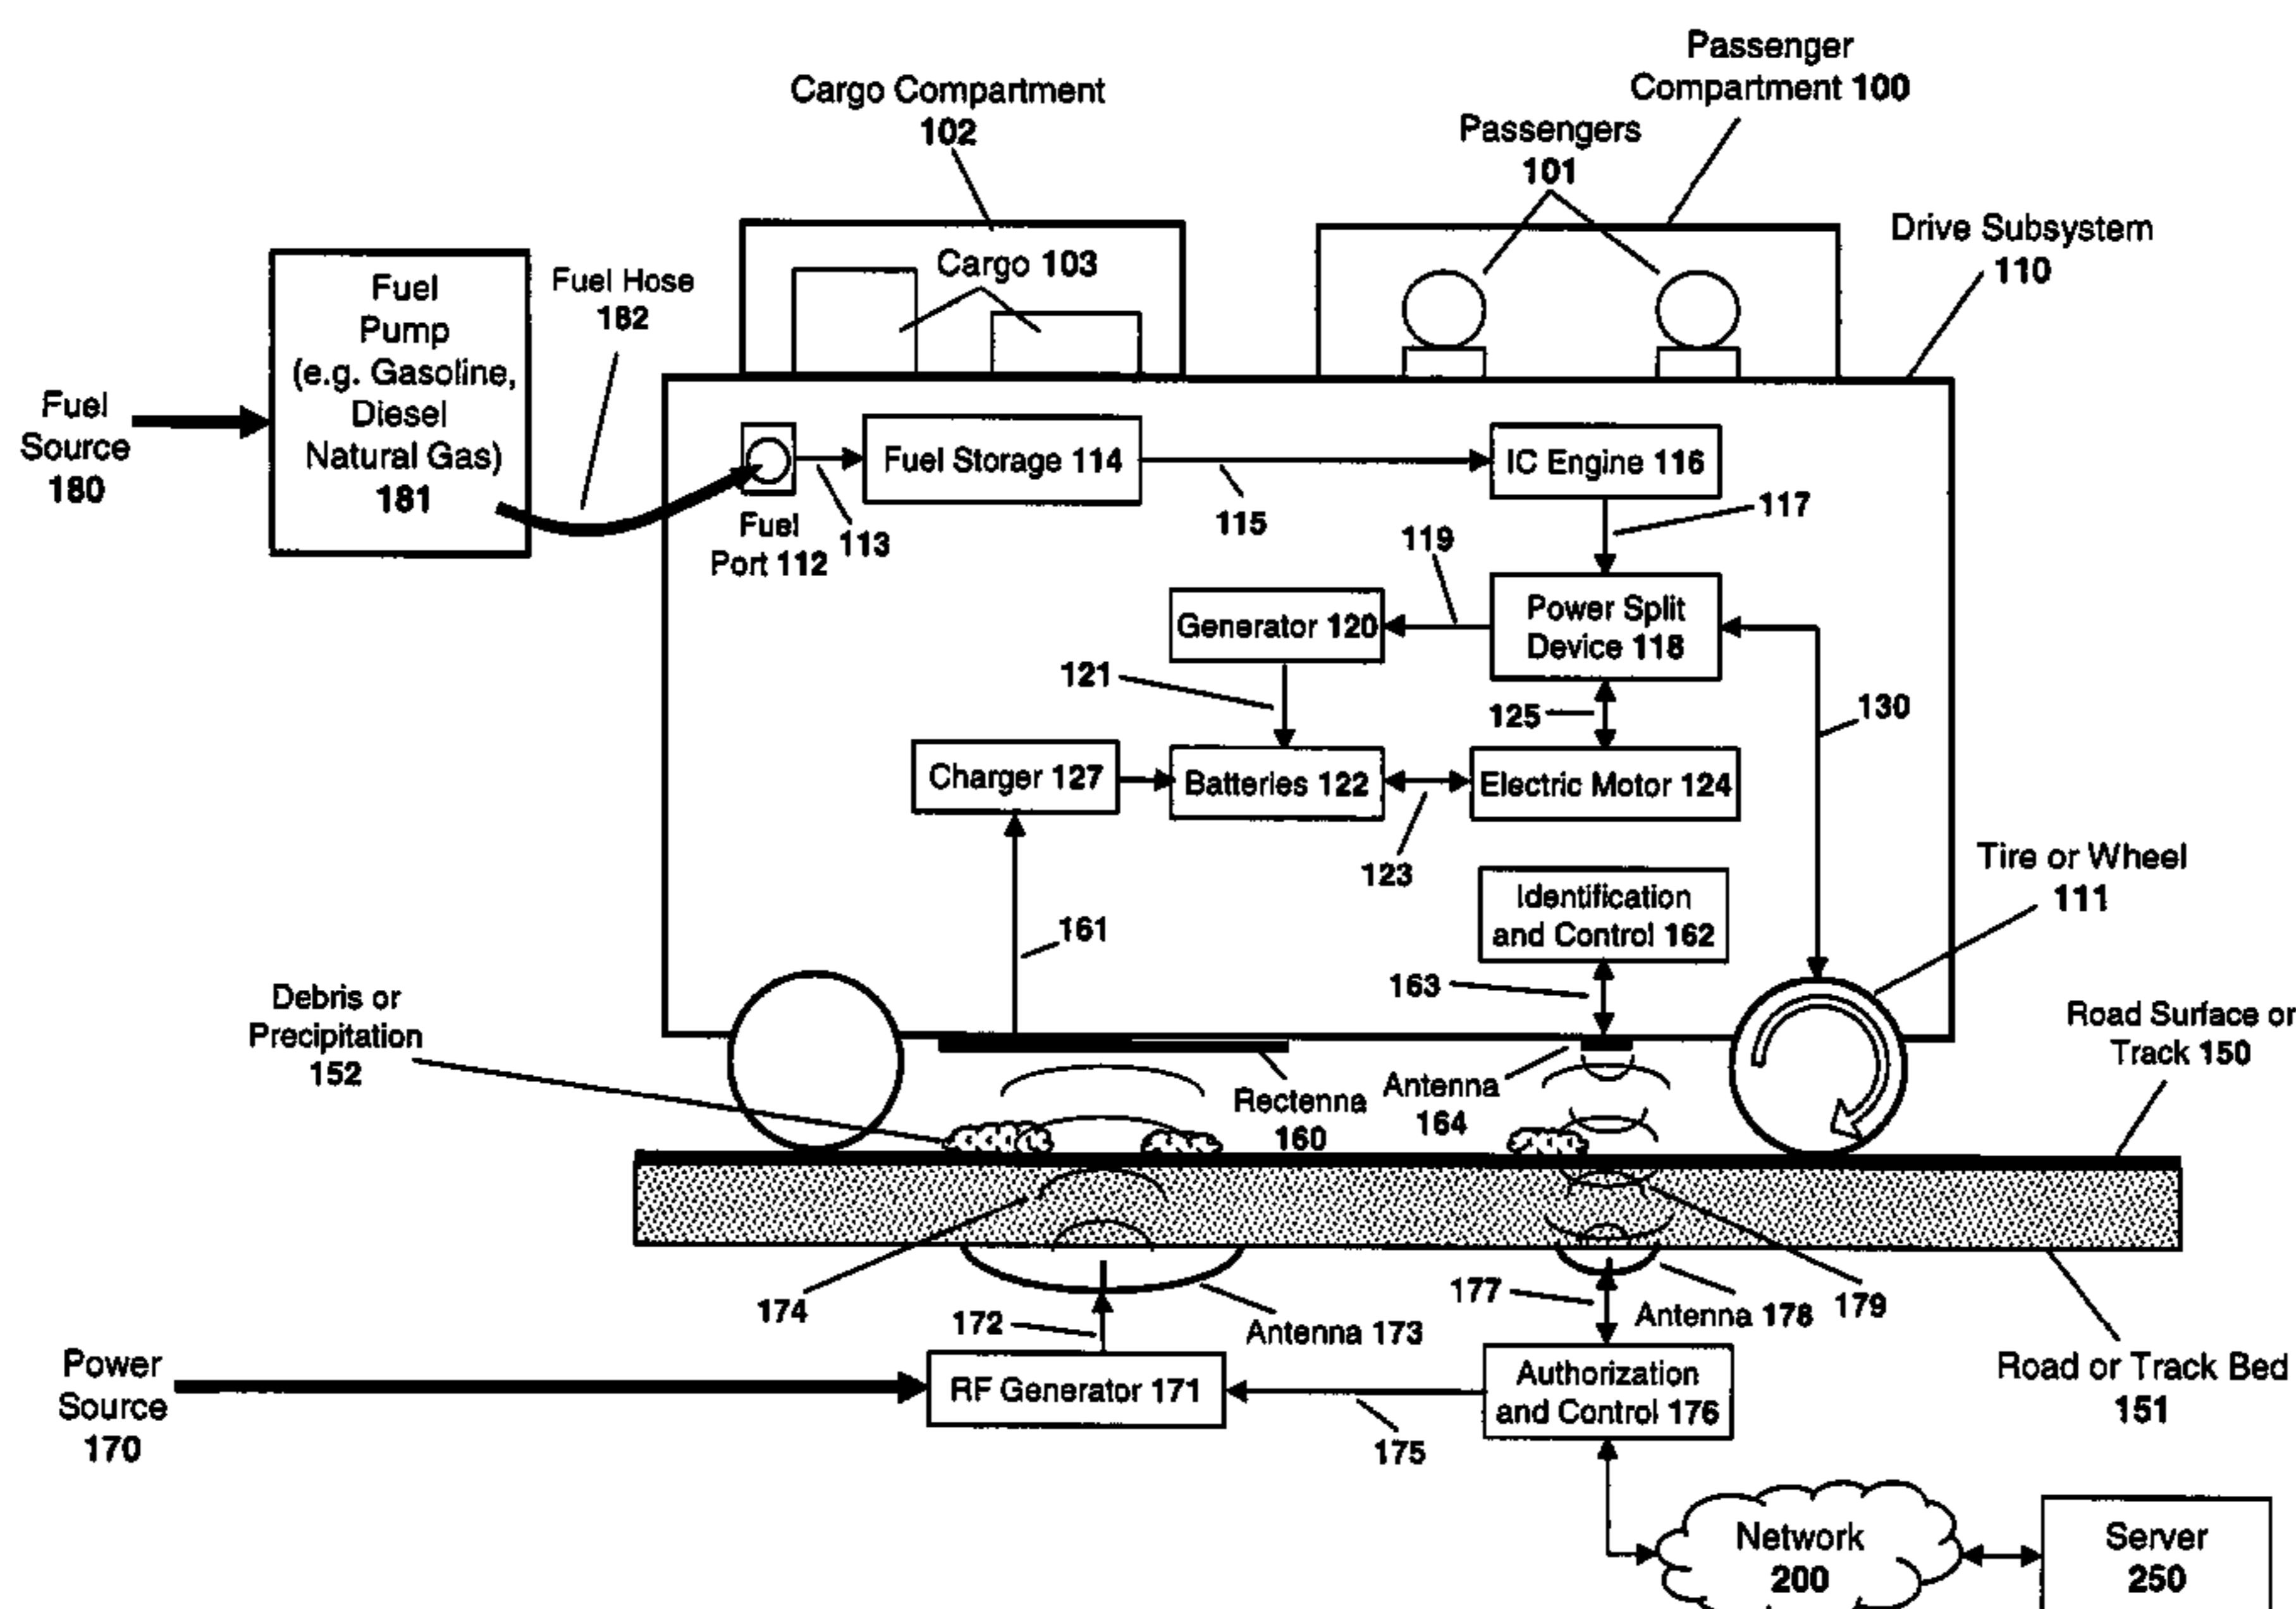 Passenger
Compartment 100
Cargo Compartment
102
Passengers
101
Drive Subsystem
110
Cargo 103
Fuel Hose
182
Fuel
Pump
(e.g. Gasoline,
Diesel
Natural Gas)
181
Fuel
Source
180
Fuel Storage 114
IC Engine 116
Fuel
Port 112
113
115
117
119
Generator 120
Power Split
Device 118
121
125
130
Charger 127
Batteries 122
Electric Motor 124
123
Tire or Wheel
111
Identification
and Control 162
161
163
Debris or
Precipitation
152
Road Surface or
Track 150
Rectenna
160
Antenna
164
174
172
Antenna 173
177
Antenna 178
179
Power
Source
170
RF Generator 171
Authorization
and Control 176
175
Road or Track Bed
151
Network
200
Server
250